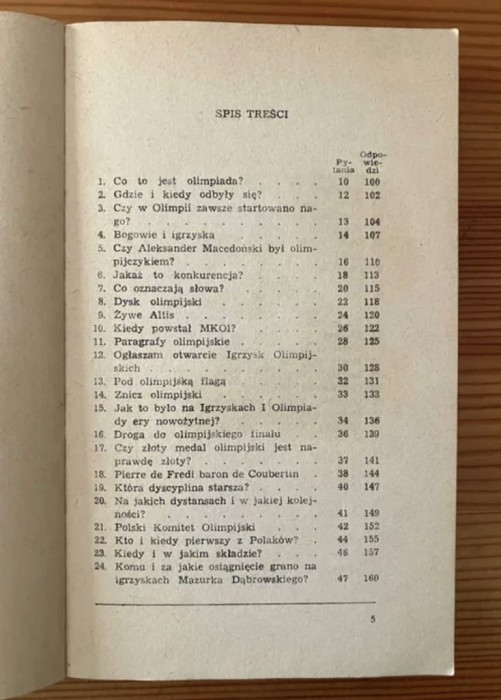 SPIS TREŚCI
Py- Odpo-
tania wie-
dzi
1. Co to jest olimpiada? . . . . 10 100
2. Gdzie i kiedy odbyły się? . . . 12 102
3. Czy w Olimpii zawsze startowano na-
go? . . . . . . . . 13 104
4. Bogowie i igrzyska . . . . 14 107
5. Czy Aleksander Macedoński był olim-
pijczykiem? . . . . . . 16 110
6. Jakaż to konkurencja? . . . . 18 113
7. Co oznaczają słowa? . . . . 20 115
8. Dysk olimpijski . . . . . 22 118
9. Żywe Altis . . . . . . 24 120
10. Kiedy powstał MKOl? . . . . 26 122
11. Paragrafy olimpijskie . . . . 28 125
12. Ogłaszam otwarcie Igrzysk Olimpij-
skich . . . . . . . . 30 128
13. Pod olimpijską flagą . . . . 32 131
14. Znicz olimpijski . . . . . 33 133
15. Jak to było na Igrzyskach I Olimpia-
dy ery nowożytnej? . . . . 34 136
16. Droga do olimpijskiego finału . . 36 139
17. Czy złoty medal olimpijski jest na-
prawdę złoty? . . . . . . 37 141
18. Pierre de Fredi baron de Coubertin . 38 144
19. Która dyscyplina starsza? . . . 40 147
20. Na jakich dystansach i w jakiej kolej-
ności? . . . . . . . 41 149
21. Polski Komitet Olimpijski . . . 42 152
22. Kto i kiedy pierwszy z Polaków? . . 44 155
23. Kiedy i w jakim składzie? . . . 46 157
24. Komu i za jakie osiągnięcie grano na
igrzyskach Mazurka Dąbrowskiego? 47 160
5